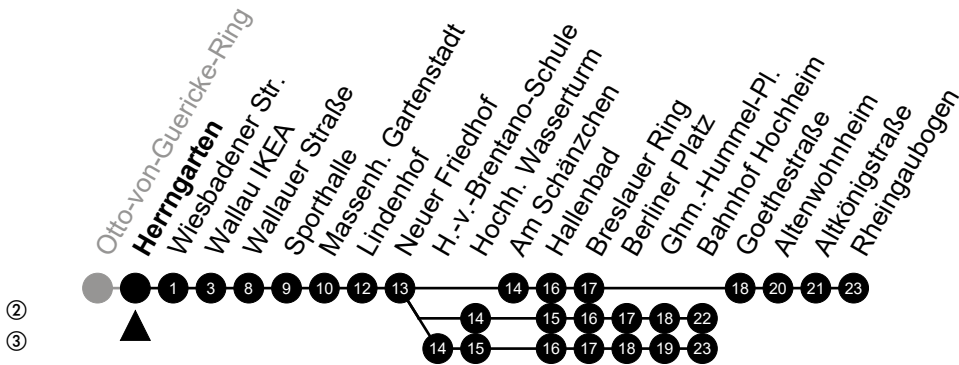 Otto-von-Guericke-Ring
Herrngarten
Wiesbadener Str.
Wallau IKEA
Wallauer Straße
Sporthalle
Massenh. Gartenstadt
Lindenhof
Neuer Friedhof
H.-v.-Brentano-Schule
Hochh. Wasserturm
Am Schänzchen
Hallenbad
Breslauer Ring
Berliner Platz
Ghm.-Hummel-Pl.
Bahnhof Hochheim
Goethestraße
Altenwohnheim
Altkönigstraße
Rheingaubogen
1 3 8 9 10 12 13 14 16 17 18 20 21 23
② 14 15 16 17 18 22
③ 14 15 16 17 18 19 23